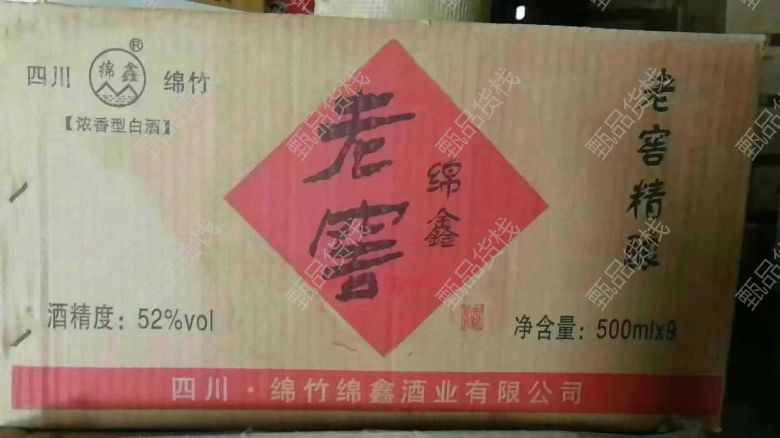 四川 绵鑫® 绵竹
【浓香型白酒】
老窖
绵鑫
老窖精酿
酒精度：52%vol
净含量：500mlx9
四川·绵竹绵鑫酒业有限公司
甄品货栈